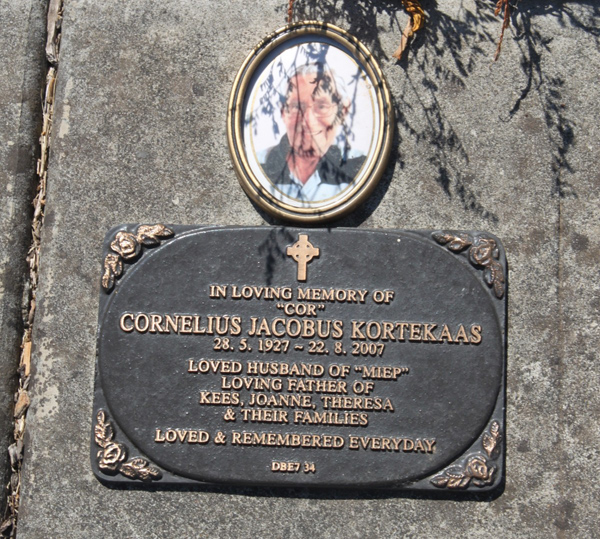 IN LOVING MEMORY OF
"COR"
CORNELIUS JACOBUS KORTEKAAS
28. 5. 1927 ~ 22. 8. 2007
LOVED HUSBAND OF "MIEP"
LOVING FATHER OF
KEES, JOANNE, THERESA
& THEIR FAMILIES
LOVED & REMEMBERED EVERYDAY
DBE7 34